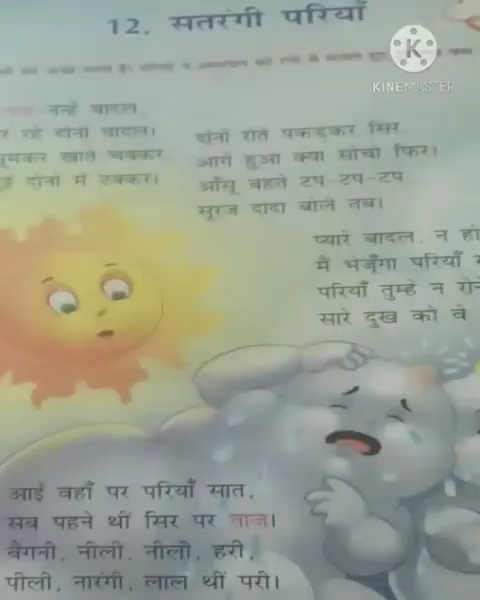 12. सतरंगी परियाँ
KINEMASTER
नन्हें बादल,
र रहे दोनों बादल।
घूमकर खाते चक्कर
दोनों में टक्कर।
दोनों रोते पकड़कर सिर
आगे हुआ क्या सोचो फिर।
आँसू बहते टप-टप-टप
सूरज दादा बोले तब।
प्यारे बादल, न
मैं भेजूँगा परियाँ
परियाँ तुम्हें न
सारे दुख को वे
आईं वहाँ पर परियाँ सात,
सब पहने थीं सिर पर ताज।
बैंगनी, नीली, नीली, हरी,
पीली, नारंगी, लाल थीं परी।